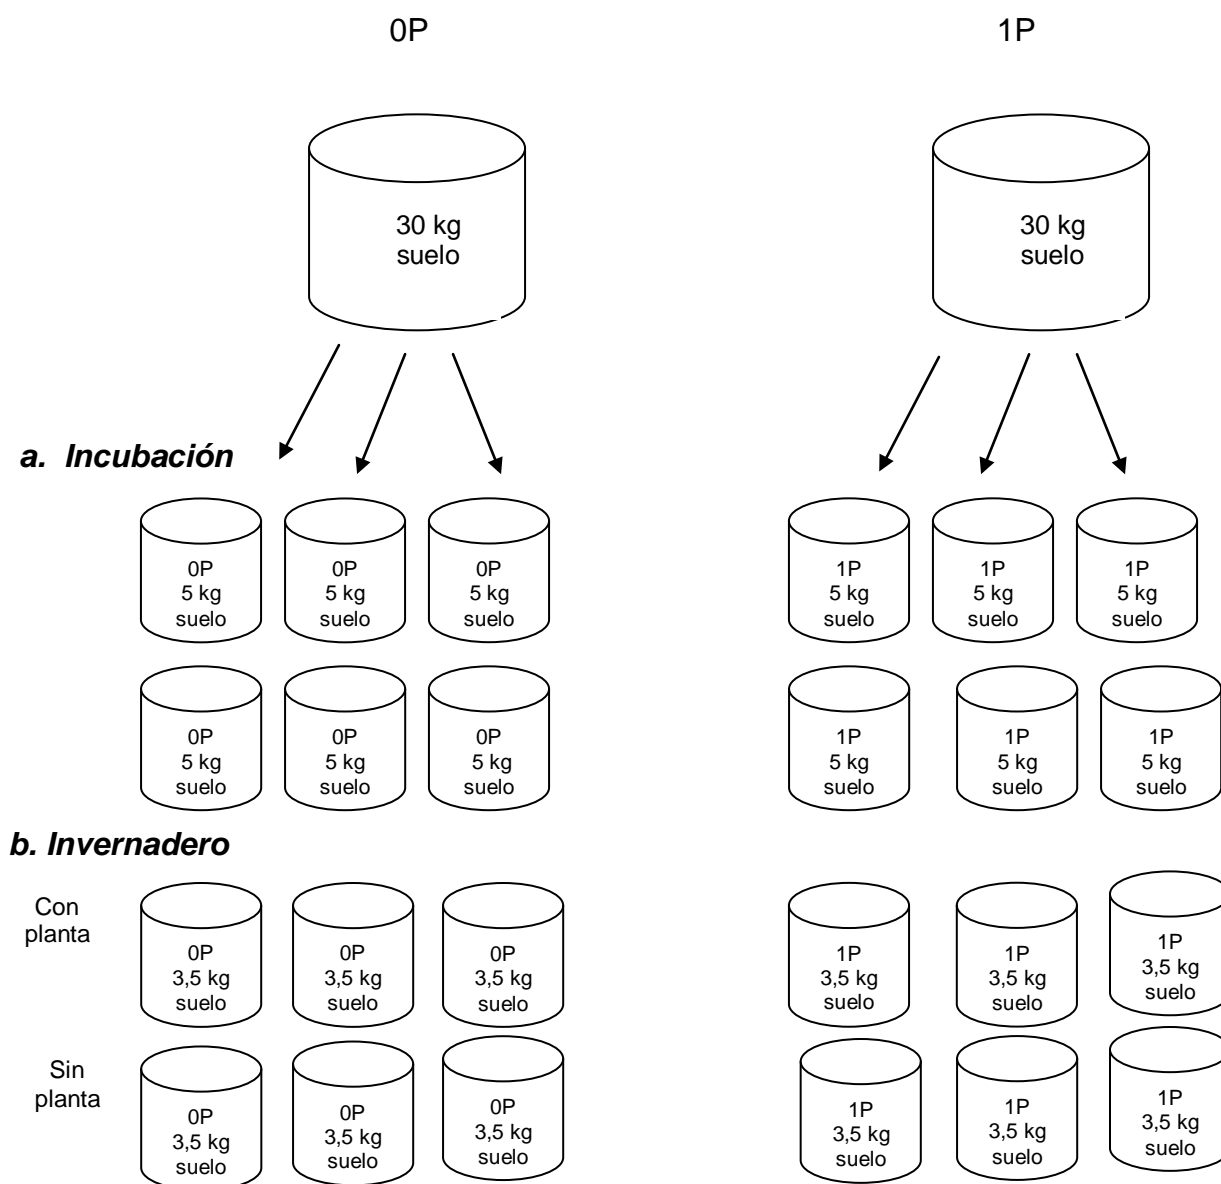 0P
1P
30 kg
suelo
30 kg
suelo
a. Incubación
0P
5 kg
suelo
0P
5 kg
suelo
0P
5 kg
suelo
1P
5 kg
suelo
1P
5 kg
suelo
1P
5 kg
suelo
0P
5 kg
suelo
0P
5 kg
suelo
0P
5 kg
suelo
1P
5 kg
suelo
1P
5 kg
suelo
1P
5 kg
suelo
b. Invernadero
Con
planta
0P
3,5 kg
suelo
0P
3,5 kg
suelo
0P
3,5 kg
suelo
1P
3,5 kg
suelo
1P
3,5 kg
suelo
1P
3,5 kg
suelo
Sin
planta
0P
3,5 kg
suelo
0P
3,5 kg
suelo
0P
3,5 kg
suelo
1P
3,5 kg
suelo
1P
3,5 kg
suelo
1P
3,5 kg
suelo